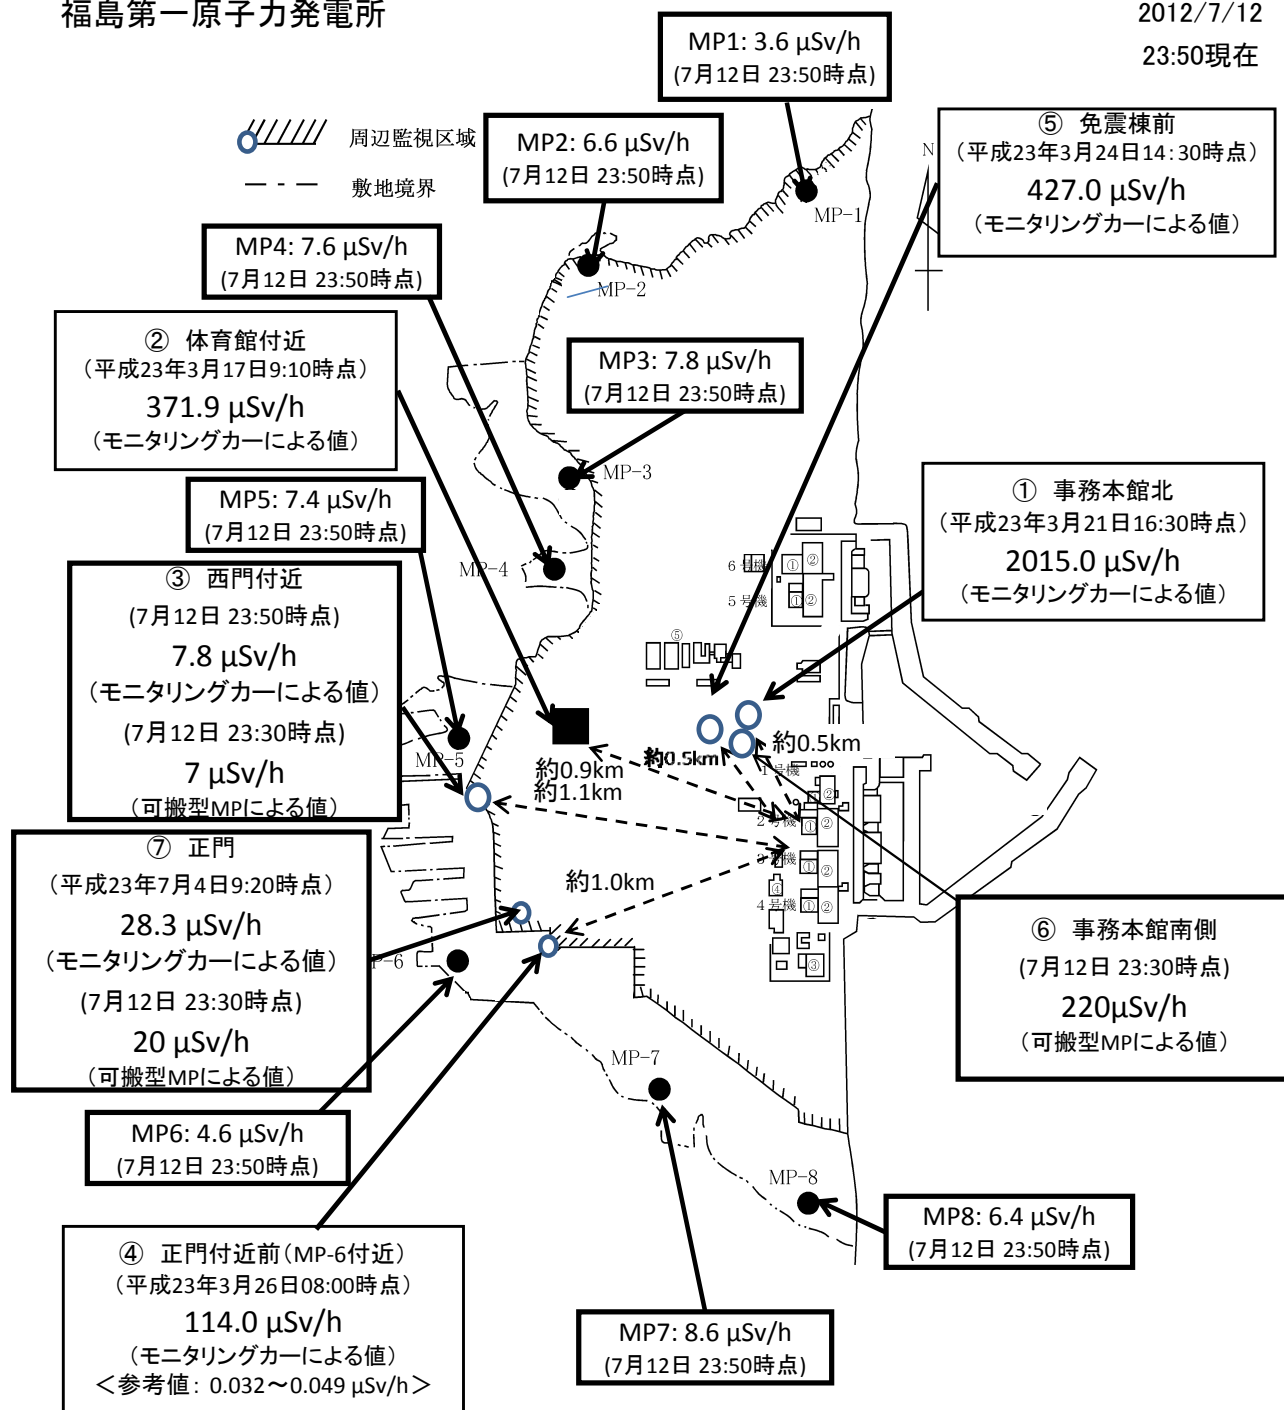 福島第一原子力発電所
2012/7/12
23:50現在
MP1: 3.6 μSv/h
(7月12日 23:50時点)
周辺監視区域
敷地境界
MP2: 6.6 μSv/h
(7月12日 23:50時点)
⑤ 免震棟前
(平成23年3月24日14:30時点)
427.0 μSv/h
(モニタリングカーによる値)
N
MP-1
MP4: 7.6 μSv/h
(7月12日 23:50時点)
MP-2
② 体育館付近
(平成23年3月17日9:10時点)
371.9 μSv/h
(モニタリングカーによる値)
MP3: 7.8 μSv/h
(7月12日 23:50時点)
MP-3
MP5: 7.4 μSv/h
(7月12日 23:50時点)
① 事務本館北
(平成23年3月21日16:30時点)
2015.0 μSv/h
(モニタリングカーによる値)
MP-4
6号機
① ②
5号機
① ②
③ 西門付近
(7月12日 23:50時点)
7.8 μSv/h
(モニタリングカーによる値)
(7月12日 23:30時点)
7 μSv/h
(可搬型MPによる値)
⑤
MP-5
約0.9km
約1.1km
約0.5km
約0.5km
1号機
②
2号機
① ②
3号機
① ②
④
4号機
① ②
③
約1.0km
⑦ 正門
(平成23年7月4日9:20時点)
28.3 μSv/h
(モニタリングカーによる値)
(7月12日 23:30時点)
20 μSv/h
(可搬型MPによる値)
P-6
⑥ 事務本館南側
(7月12日 23:30時点)
220μSv/h
(可搬型MPによる値)
MP-7
MP6: 4.6 μSv/h
(7月12日 23:50時点)
MP-8
MP8: 6.4 μSv/h
(7月12日 23:50時点)
④ 正門付近前(MP-6付近)
(平成23年3月26日08:00時点)
114.0 μSv/h
(モニタリングカーによる値)
<参考値: 0.032~0.049 μSv/h>
MP7: 8.6 μSv/h
(7月12日 23:50時点)